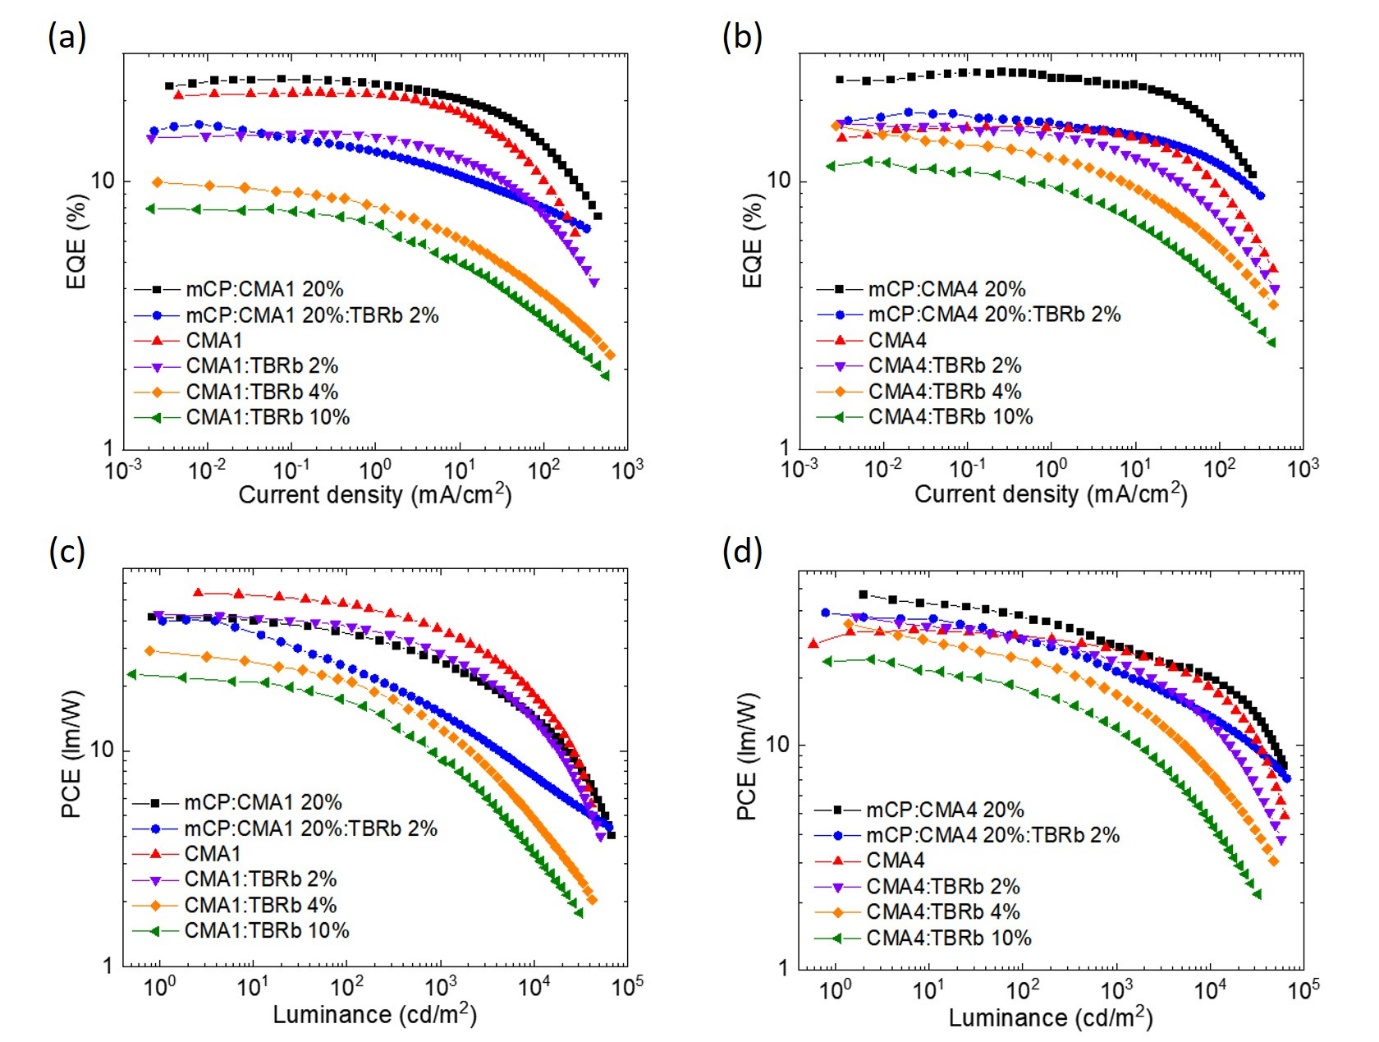 (a)
EQE (%)
10
1
mCP:CMA1 20%
mCP:CMA1 20%:TBRb 2%
CMA1
CMA1:TBRb 2%
CMA1:TBRb 4%
CMA1:TBRb 10%
10⁻³ 10⁻² 10⁻¹ 10⁰ 10¹ 10² 10³
Current density (mA/cm²)
(b)
EQE (%)
10
1
mCP:CMA4 20%
mCP:CMA4 20%:TBRb 2%
CMA4
CMA4:TBRb 2%
CMA4:TBRb 4%
CMA4:TBRb 10%
10⁻³ 10⁻² 10⁻¹ 10⁰ 10¹ 10² 10³
Current density (mA/cm²)
(c)
PCE (lm/W)
10
1
mCP:CMA1 20%
mCP:CMA1 20%:TBRb 2%
CMA1
CMA1:TBRb 2%
CMA1:TBRb 4%
CMA1:TBRb 10%
10⁰ 10¹ 10² 10³ 10⁴ 10⁵
Luminance (cd/m²)
(d)
PCE (lm/W)
10
1
mCP:CMA4 20%
mCP:CMA4 20%:TBRb 2%
CMA4
CMA4:TBRb 2%
CMA4:TBRb 4%
CMA4:TBRb 10%
10⁰ 10¹ 10² 10³ 10⁴ 10⁵
Luminance (cd/m²)